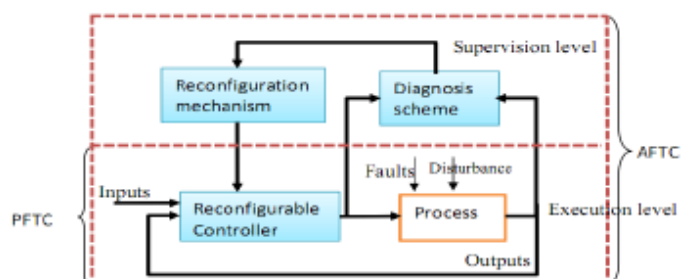 Supervision level
Reconfiguration
mechanism
Diagnosis
scheme
AFTC
Faults
Disturbance
Inputs
PFTC
Reconfigurable
Controller
Process
Execution level
Outputs